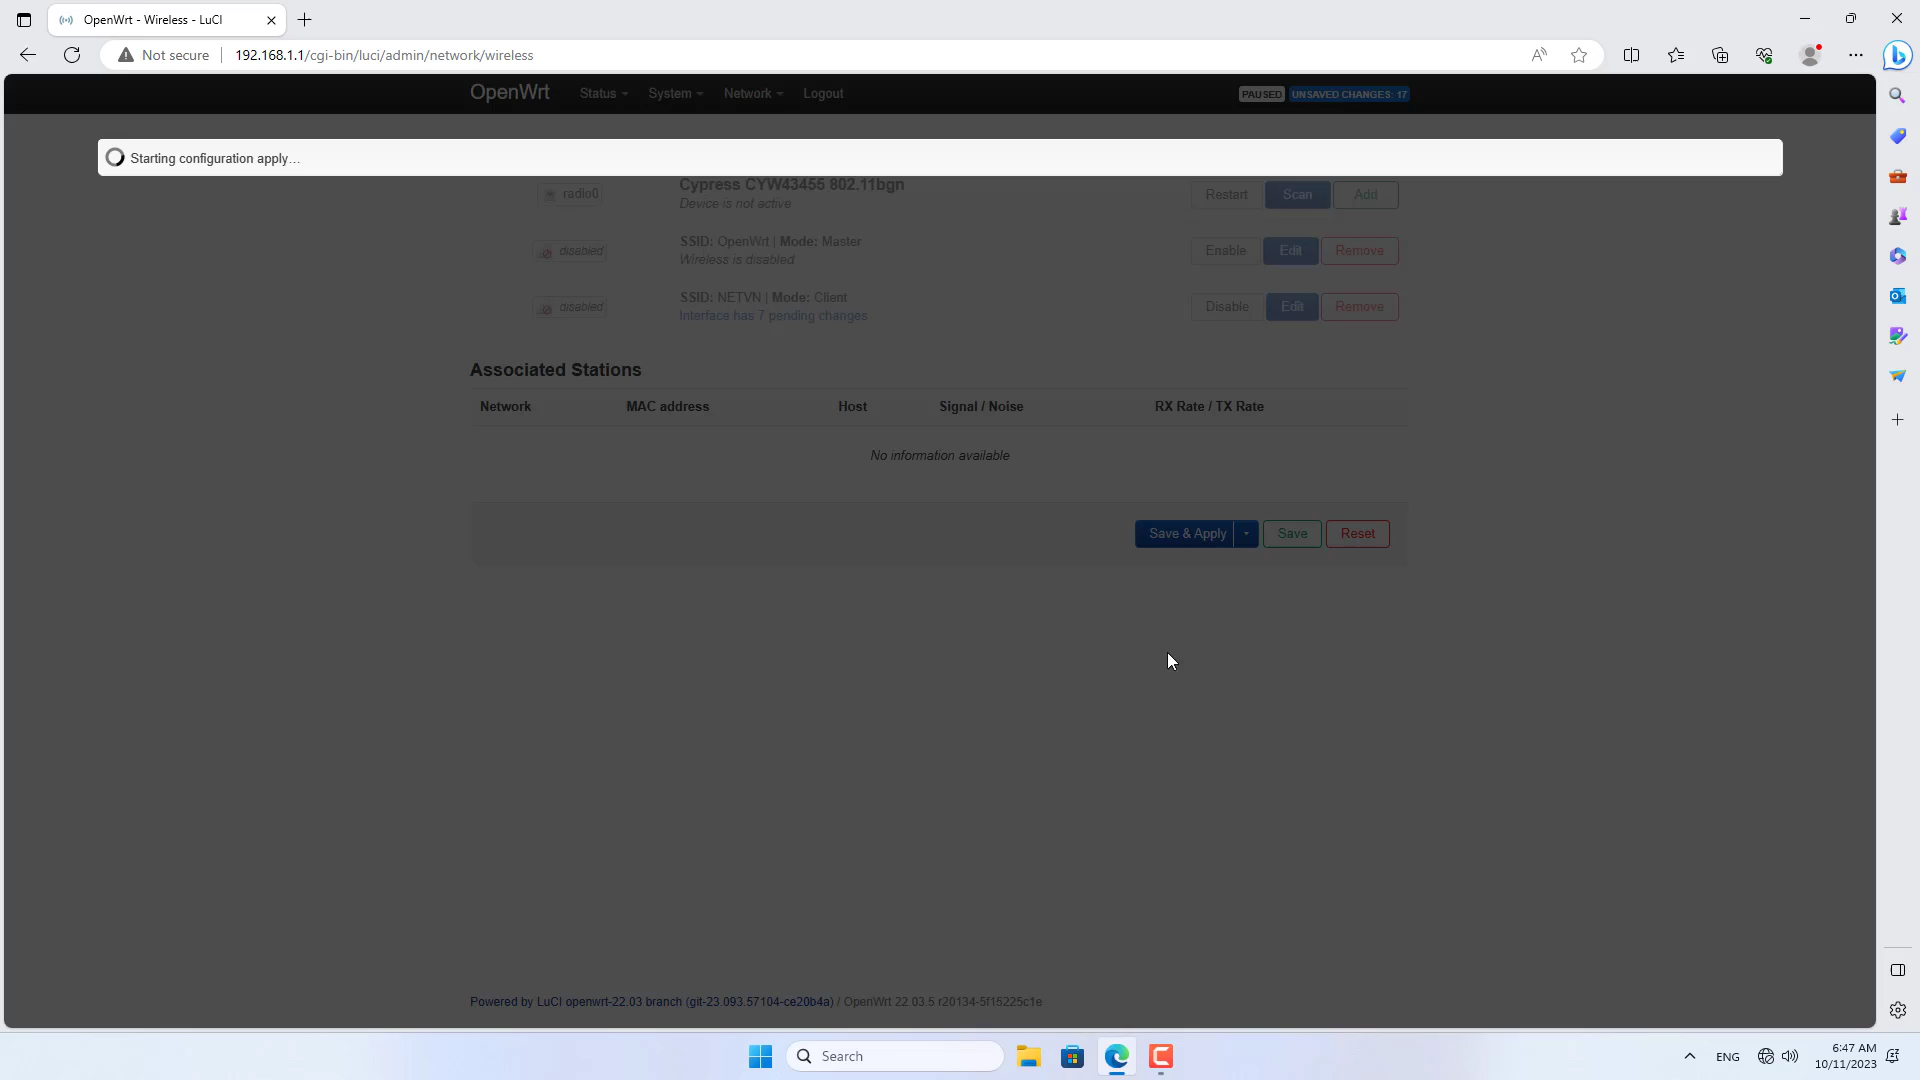 OpenWrt - Wireless - LuCI
Not secure
192.168.1.1/cgi-bin/luci/admin/network/wireless
OpenWrt Status System Network Logout PAUSED UNSAVED CHANGES: 17
Starting configuration apply…
radio0 Cypress CYW43455 802.11bgn Restart Scan Add
Device is not active
disabled SSID: OpenWrt | Mode: Master Enable Edit Remove
Wireless is disabled
disabled SSID: NETVN | Mode: Client Disable Edit Remove
Interface has 7 pending changes
Associated Stations
Network MAC address Host Signal / Noise RX Rate / TX Rate
No information available
Save & Apply Save Reset
Powered by LuCI openwrt-22.03 branch (git-23.093.57104-ce20b4a) / OpenWrt 22.03.5 r20134-5f15225c1e
Search
ENG
6:47 AM
10/11/2023